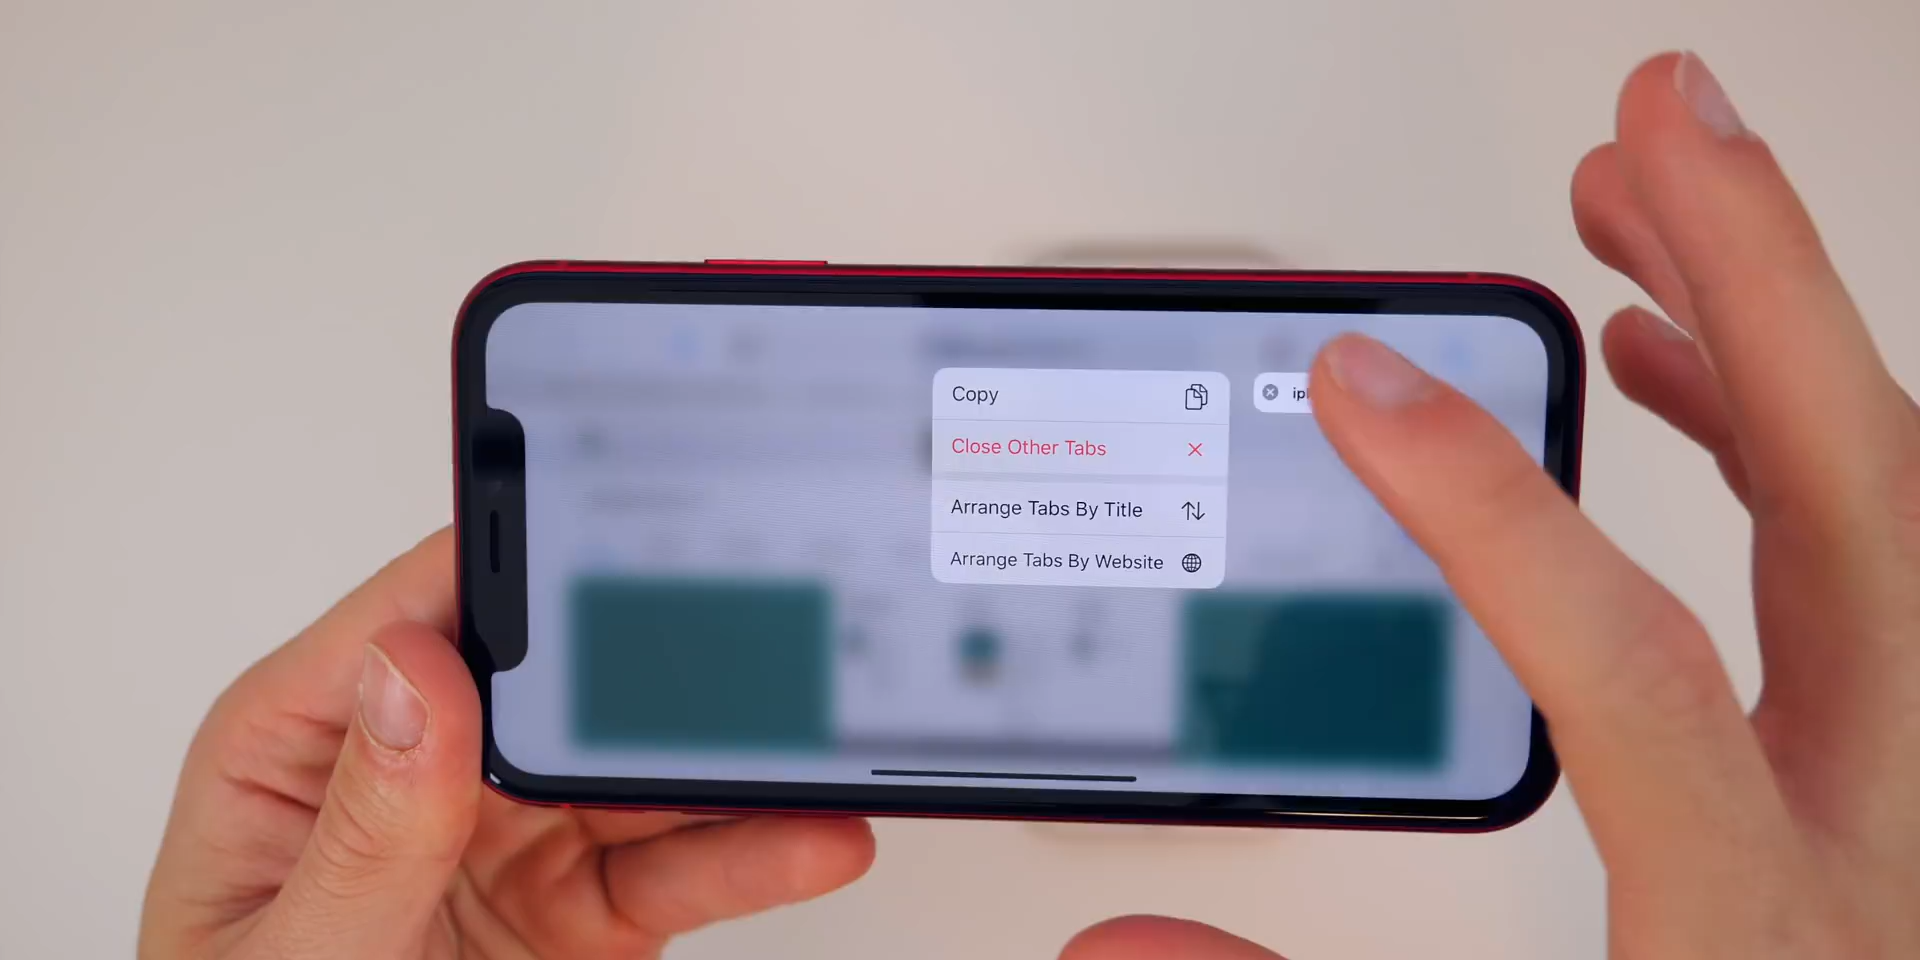 Copy
Close Other Tabs
Arrange Tabs By Title
Arrange Tabs By Website